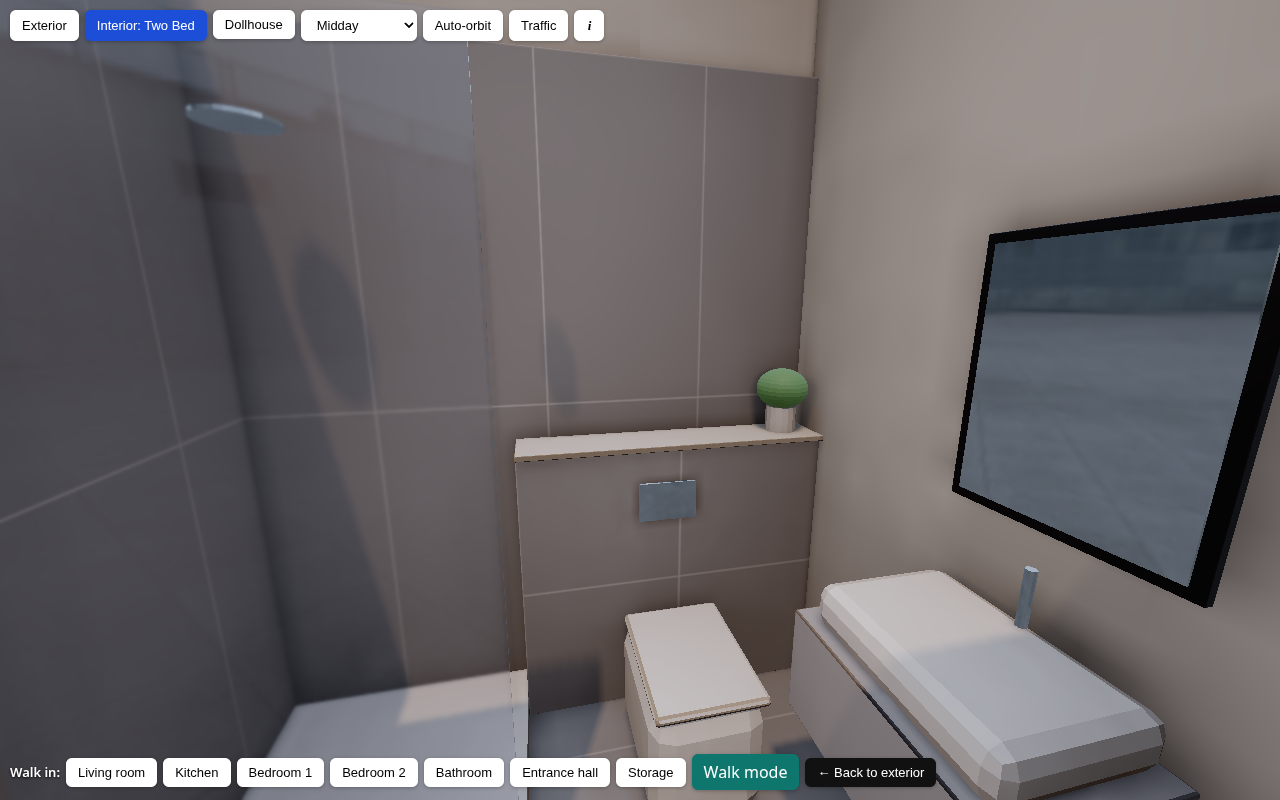 Exterior Interior: Two Bed Dollhouse Midday Auto-orbit Traffic i
Walk in: Living room Kitchen Bedroom 1 Bedroom 2 Bathroom Entrance hall Storage Walk mode ← Back to exterior